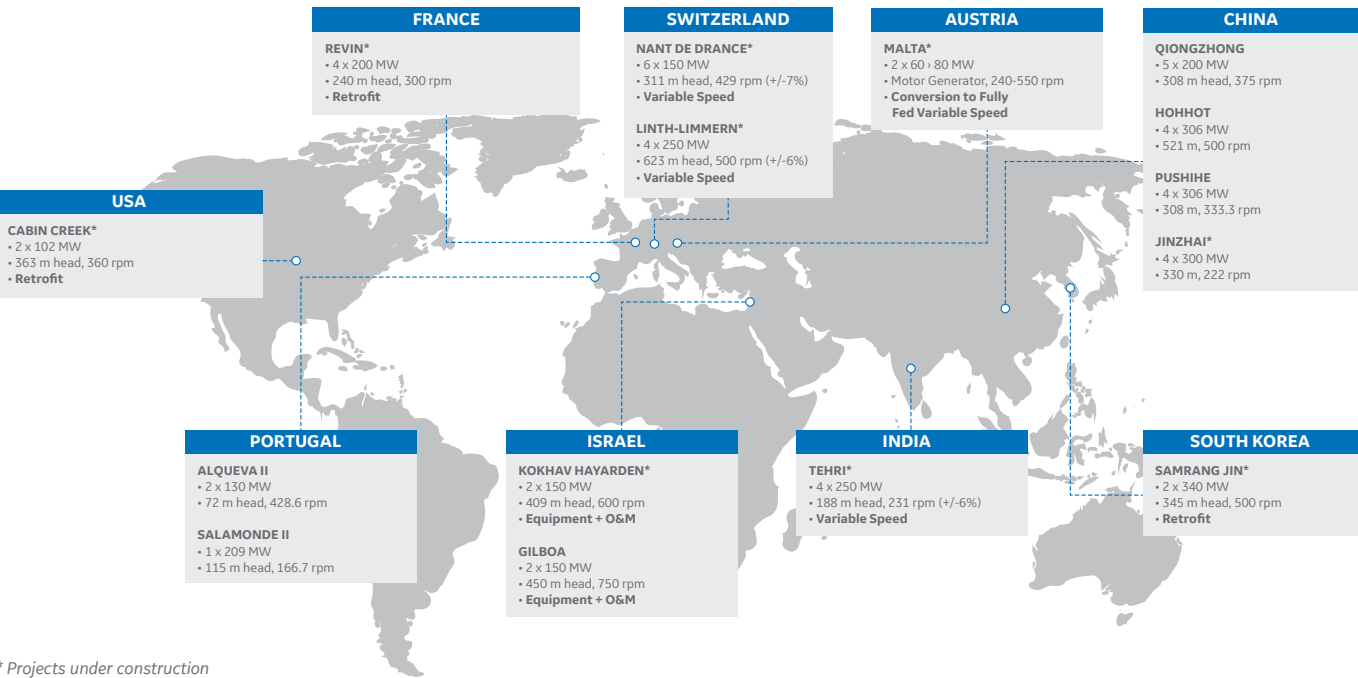 FRANCE
REVIN*
• 4 x 200 MW
• 240 m head, 300 rpm
• Retrofit
SWITZERLAND
NANT DE DRANCE*
• 6 x 150 MW
• 311 m head, 429 rpm (+/-7%)
• Variable Speed
LINTH-LIMMERN*
• 4 x 250 MW
• 623 m head, 500 rpm (+/-6%)
• Variable Speed
AUSTRIA
MALTA*
• 2 x 60 › 80 MW
• Motor Generator, 240-550 rpm
• Conversion to Fully
Fed Variable Speed
CHINA
QIONGZHONG
• 5 x 200 MW
• 308 m head, 375 rpm
HOHHOT
• 4 x 306 MW
• 521 m, 500 rpm
PUSHIHE
• 4 x 306 MW
• 308 m, 333.3 rpm
JINZHAI*
• 4 x 300 MW
• 330 m, 222 rpm
USA
CABIN CREEK*
• 2 x 102 MW
• 363 m head, 360 rpm
• Retrofit
PORTUGAL
ALQUEVA II
• 2 x 130 MW
• 72 m head, 428.6 rpm
SALAMONDE II
• 1 x 209 MW
• 115 m head, 166.7 rpm
ISRAEL
KOKHAV HAYARDEN*
• 2 x 150 MW
• 409 m head, 600 rpm
• Equipment + O&M
GILBOA
• 2 x 150 MW
• 450 m head, 750 rpm
• Equipment + O&M
INDIA
TEHRI*
• 4 x 250 MW
• 188 m head, 231 rpm (+/-6%)
• Variable Speed
SOUTH KOREA
SAMRANG JIN*
• 2 x 340 MW
• 345 m head, 500 rpm
• Retrofit
* Projects under construction